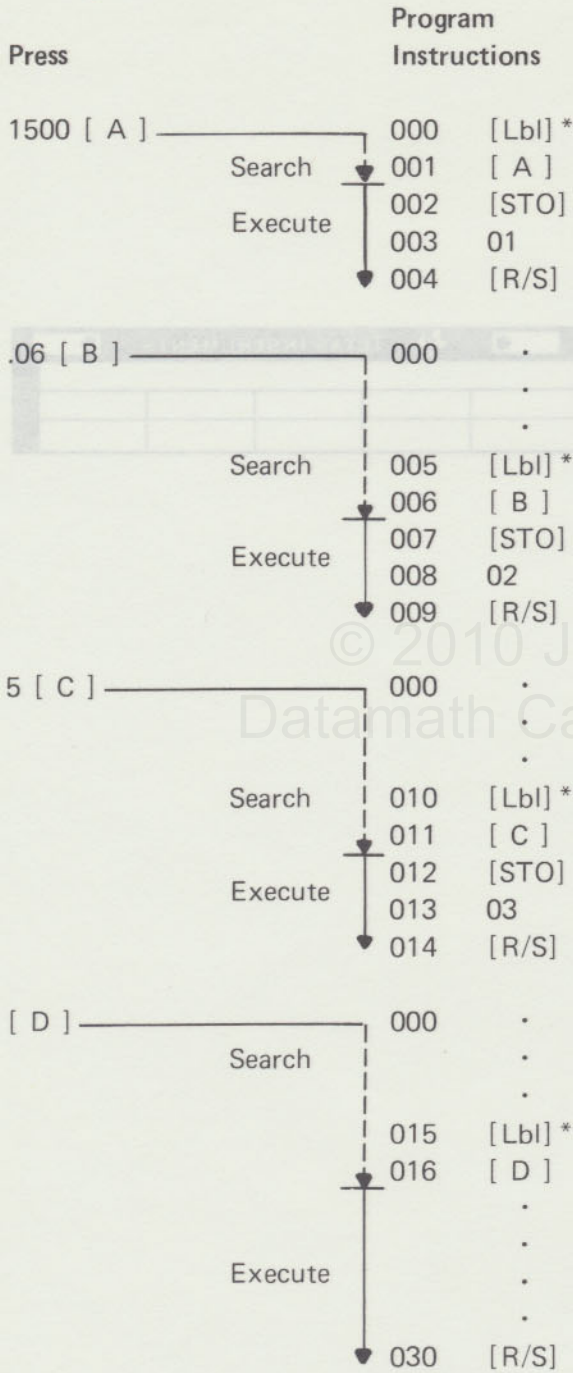 Press Program Instructions
1500 [ A ] 000 [Lbl] *
Search 001 [ A ]
002 [STO]
Execute 003 01
004 [R/S]
.06 [ B ] 000 .
.
.
Search 005 [Lbl] *
006 [ B ]
007 [STO]
Execute 008 02
009 [R/S]
© 2010 J
5 [ C ] 000 .
Datamath Ca
.
.
Search 010 [Lbl] *
011 [ C ]
012 [STO]
Execute 013 03
014 [R/S]
[ D ] 000 .
Search .
.
015 [Lbl] *
016 [ D ]
.
.
Execute .
.
030 [R/S]